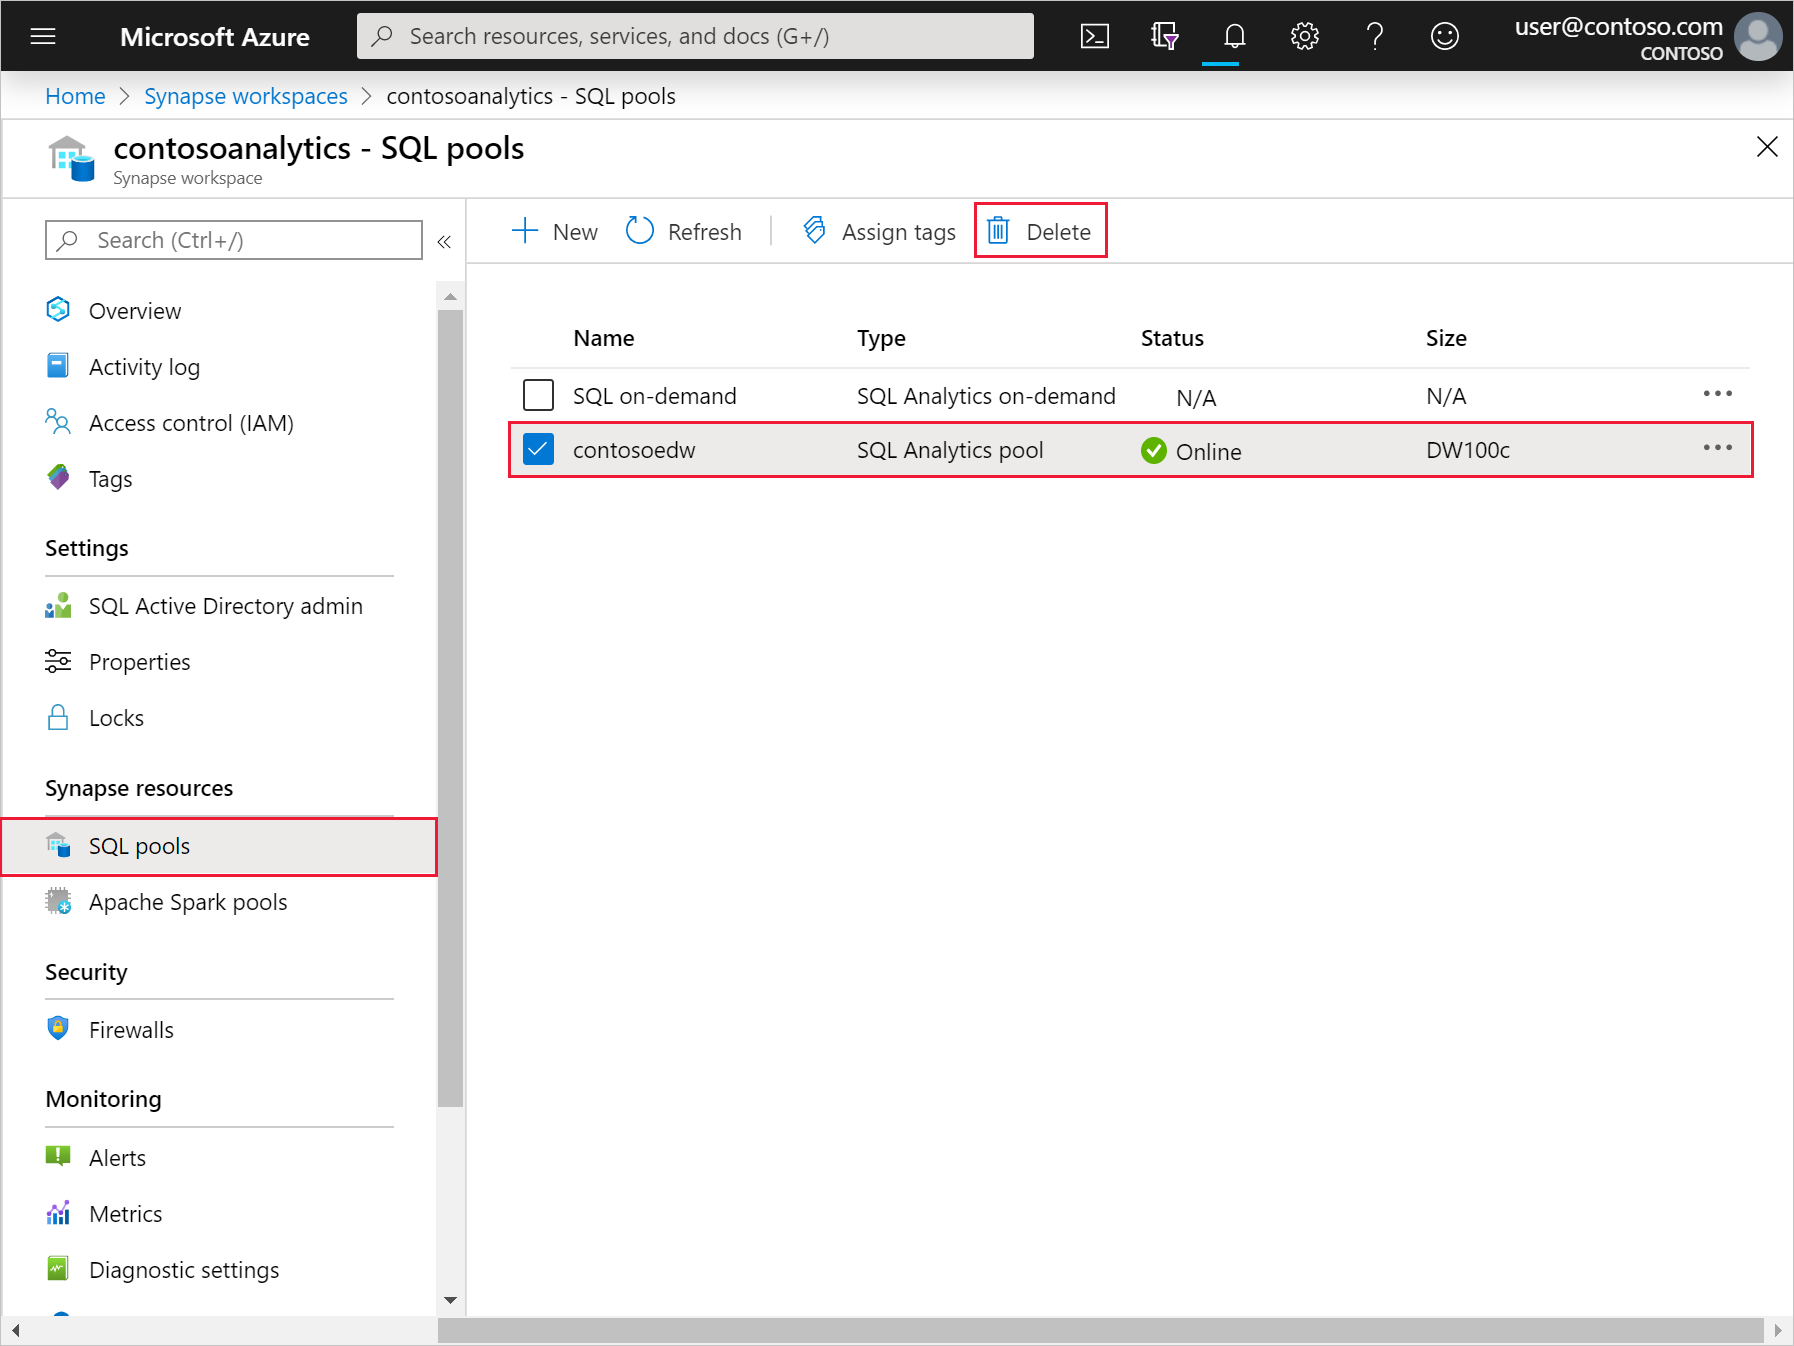 Microsoft Azure
Search resources, services, and docs (G+/)
user@contoso.com
CONTOSO
Home > Synapse workspaces > contosoanalytics - SQL pools
contosoanalytics - SQL pools
Synapse workspace
Search (Ctrl+/)
«
Overview
Activity log
Access control (IAM)
Tags
Settings
SQL Active Directory admin
Properties
Locks
Synapse resources
SQL pools
Apache Spark pools
Security
Firewalls
Monitoring
Alerts
Metrics
Diagnostic settings
New Refresh Assign tags Delete
Name Type Status Size
SQL on-demand SQL Analytics on-demand N/A N/A
contosoedw SQL Analytics pool Online DW100c